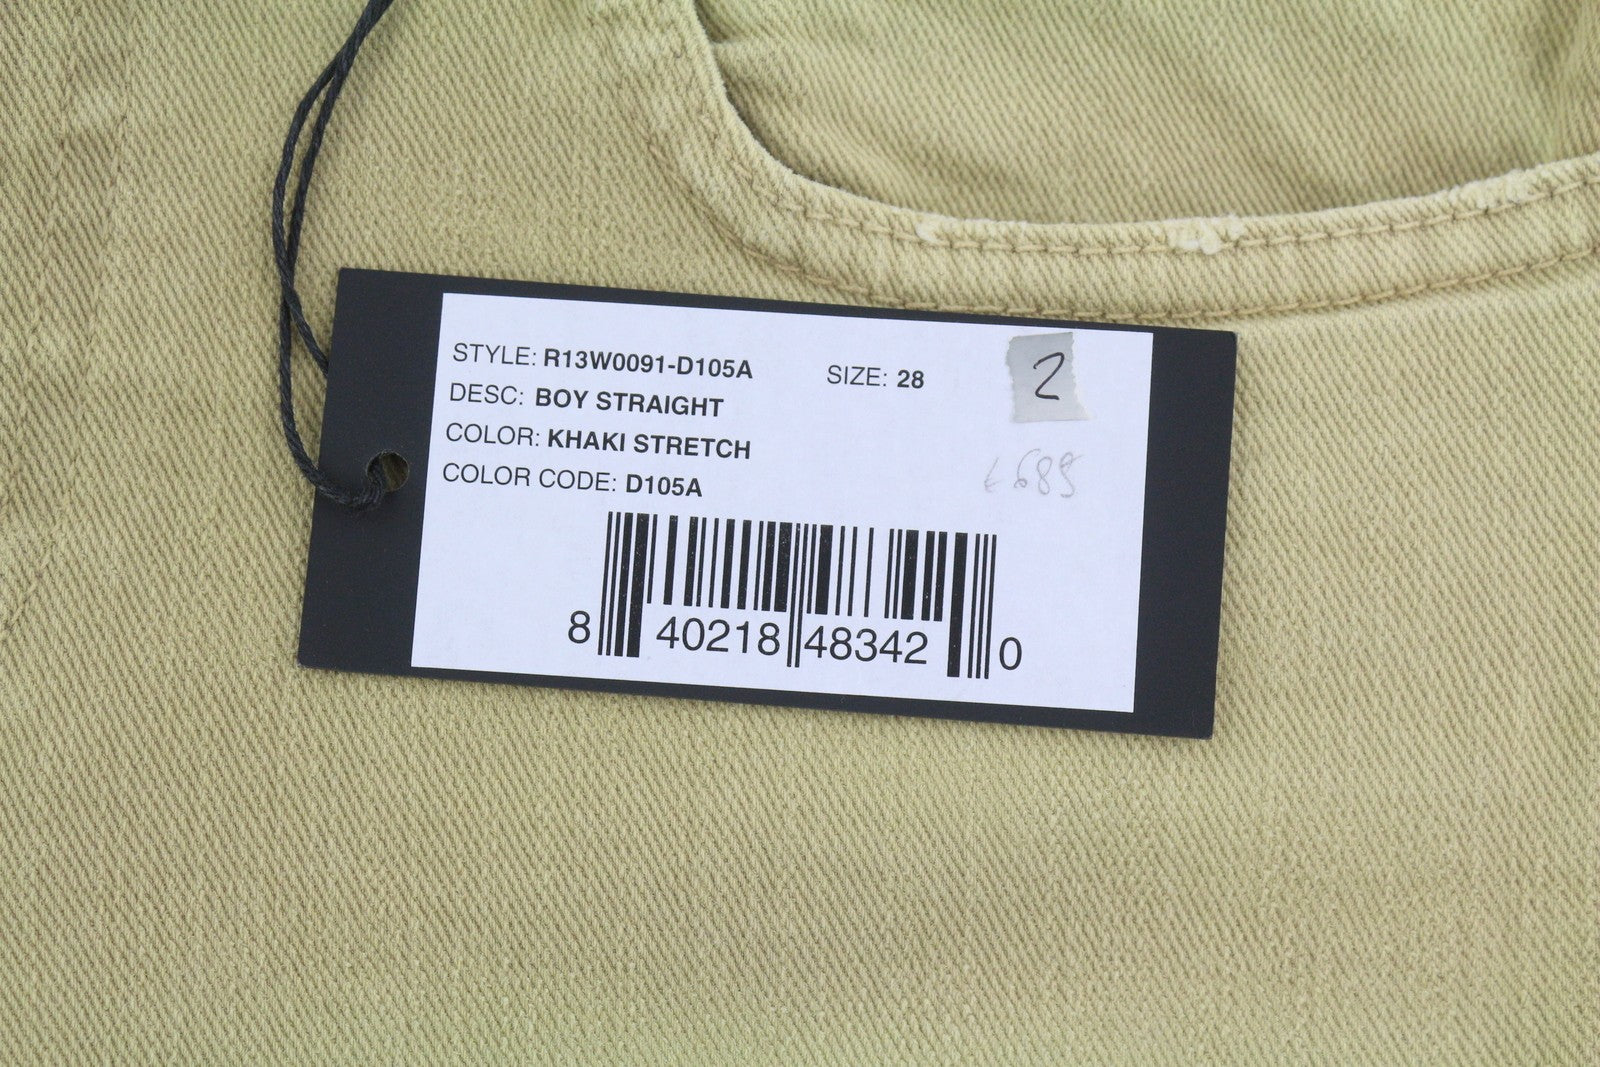 STYLE: R13W0091-D105A SIZE: 28 2
DESC: BOY STRAIGHT
COLOR: KHAKI STRETCH
COLOR CODE: D105A
8 40218 48342 0